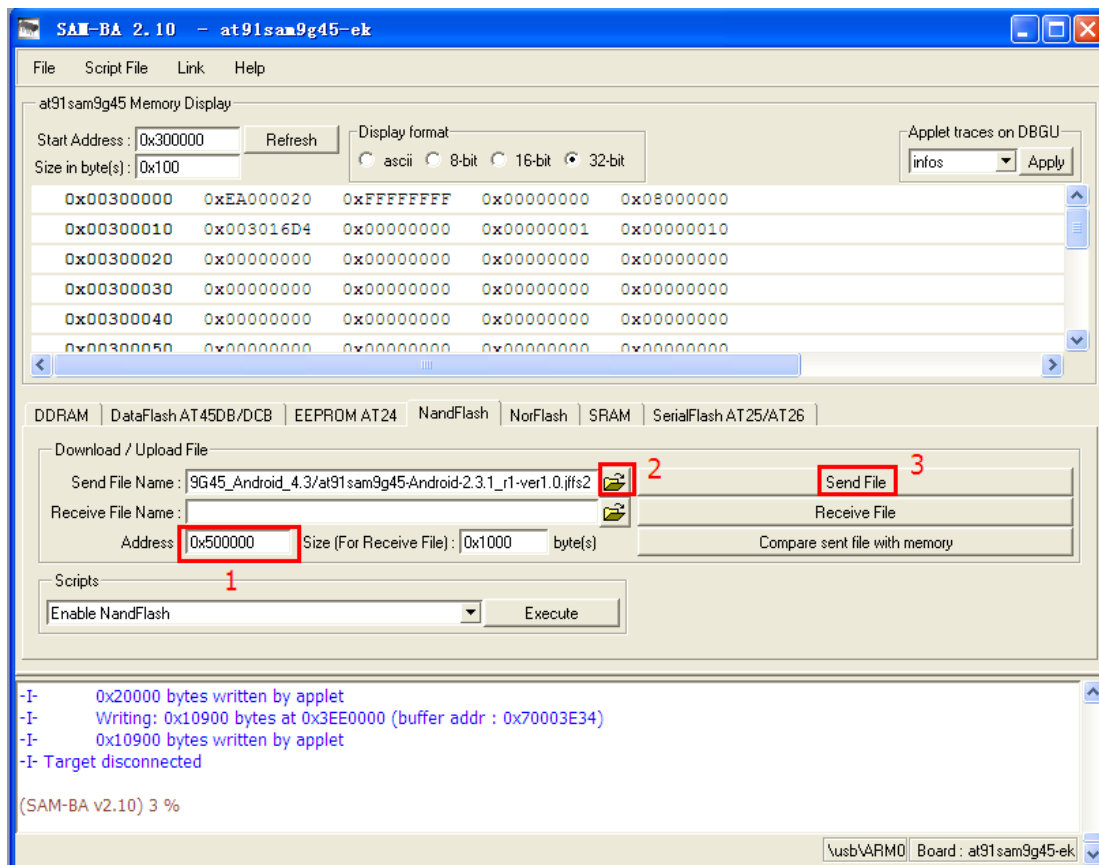 SAM-BA 2.10 - at91sam9g45-ek
File Script File Link Help
at91sam9g45 Memory Display
Start Address : 0x300000 Refresh
Size in byte(s) : 0x100
Display format
ascii 8-bit 16-bit 32-bit
Applet traces on DBGU
infos Apply
0x00300000 0xEA000020 0xFFFFFFFF 0x00000000 0x08000000
0x00300010 0x003016D4 0x00000000 0x00000001 0x00000010
0x00300020 0x00000000 0x00000000 0x00000000 0x00000000
0x00300030 0x00000000 0x00000000 0x00000000 0x00000000
0x00300040 0x00000000 0x00000000 0x00000000 0x00000000
0x00300050 0x00000000 0x00000000 0x00000000 0x00000000
DDRAM DataFlash AT45DB/DCB EEPROM AT24 NandFlash NorFlash SRAM SerialFlash AT25/AT26
Download / Upload File
Send File Name : 9G45_Android_4.3/at91sam9g45-Android-2.3.1_r1-ver1.0.jffs2 2 Send File 3
Receive File Name : Receive File
Address 0x500000 Size (For Receive File) : 0x1000 byte(s) Compare sent file with memory
1
Scripts
Enable NandFlash Execute
-I- 0x20000 bytes written by applet
-I- Writing: 0x10900 bytes at 0x3EE0000 (buffer addr : 0x70003E34)
-I- 0x10900 bytes written by applet
-I- Target disconnected
(SAM-BA v2.10) 3 %
\usb\ARM0 Board : at91sam9g45-ek